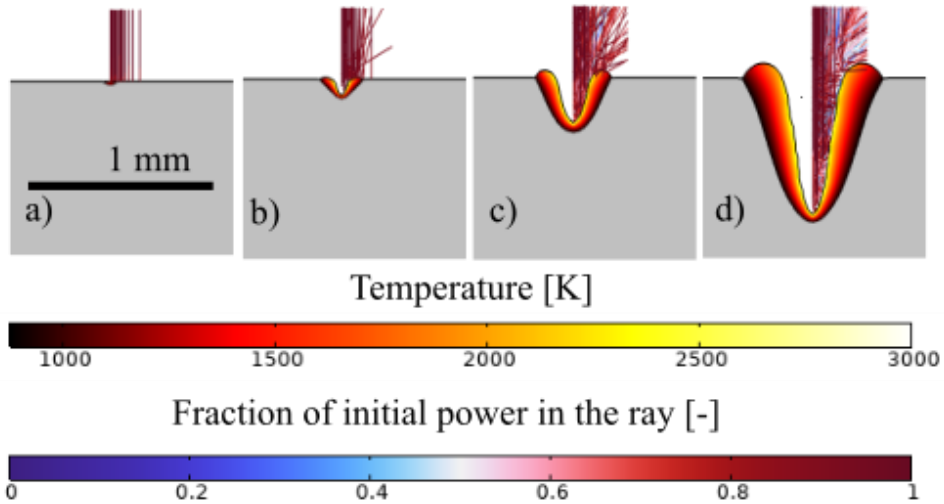 1 mm
a)
b)
c)
d)
Temperature [K]
1000 1500 2000 2500 3000
Fraction of initial power in the ray [-]
0 0.2 0.4 0.6 0.8 1